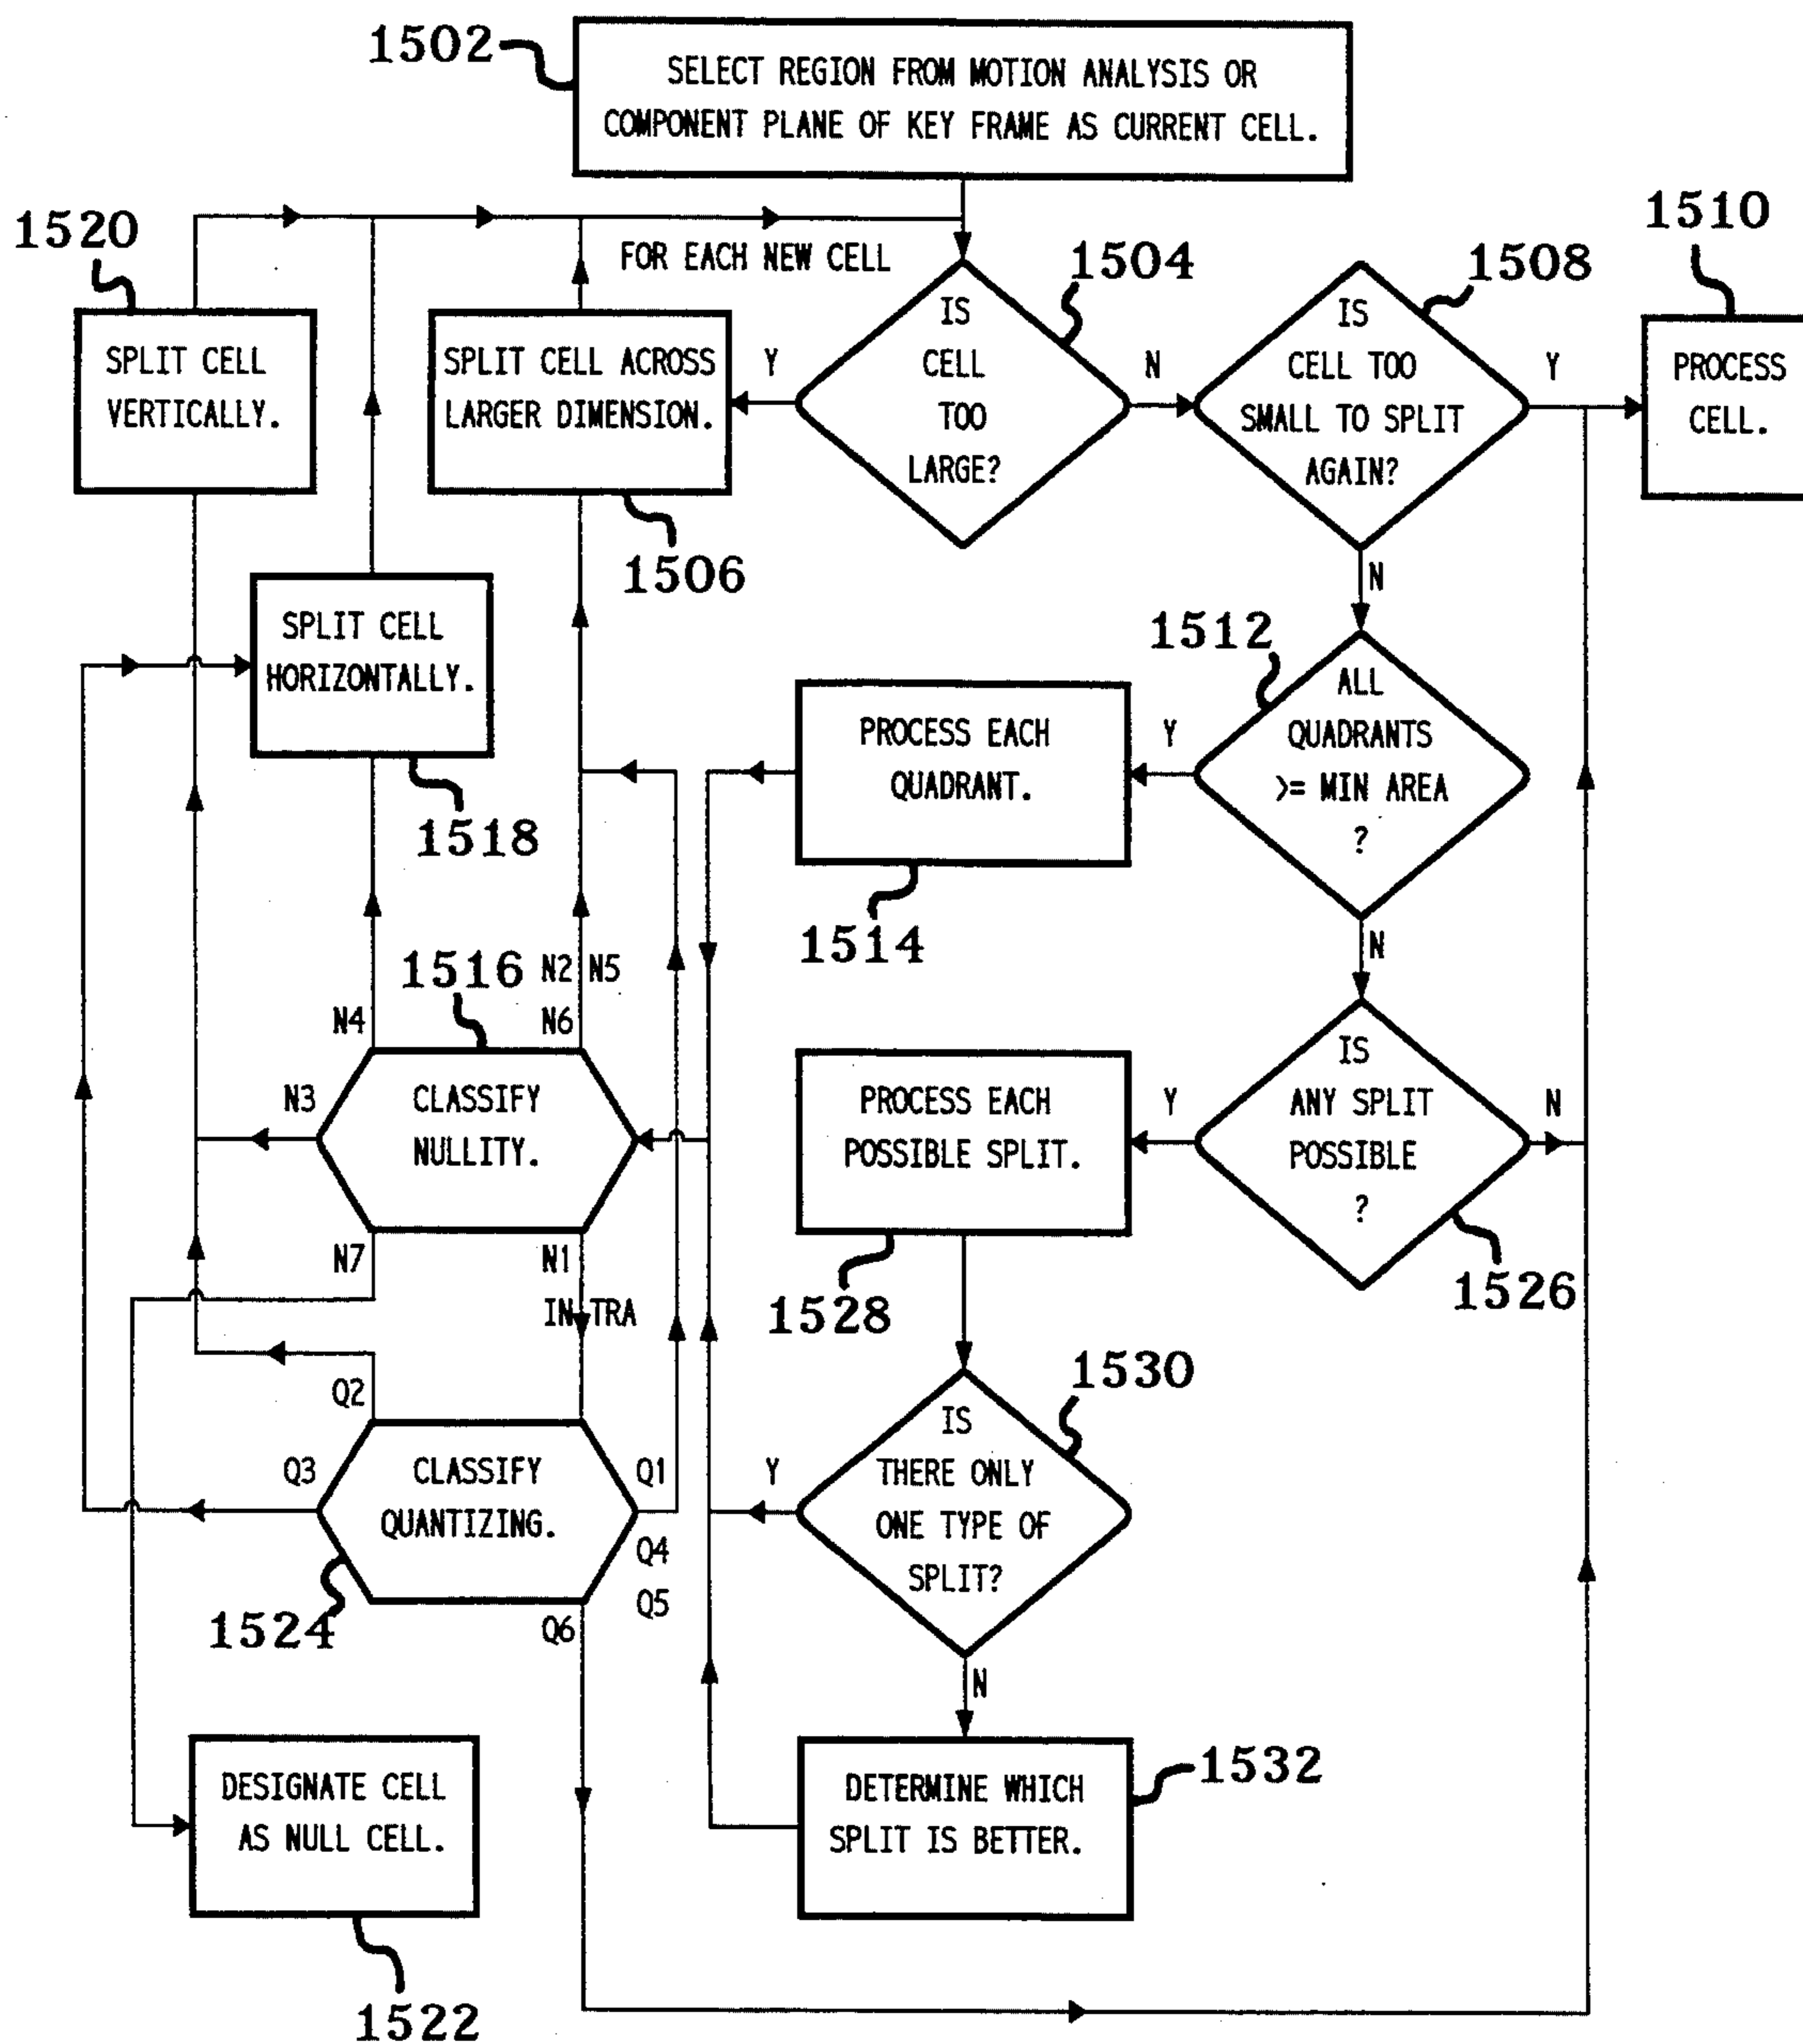 1502
SELECT REGION FROM MOTION ANALYSIS OR
COMPONENT PLANE OF KEY FRAME AS CURRENT CELL.
1520
FOR EACH NEW CELL
1504
1508
1510
SPLIT CELL
VERTICALLY.
SPLIT CELL ACROSS
LARGER DIMENSION.
Y
IS
CELL
TOO
LARGE?
N
IS
CELL TOO
SMALL TO SPLIT
AGAIN?
Y
PROCESS
CELL.
1506
N
SPLIT CELL
HORIZONTALLY.
1518
1512
PROCESS EACH
QUADRANT.
Y
ALL
QUADRANTS
>= MIN AREA
?
1514
N
1516
N2
N5
N4
N6
N3
CLASSIFY
NULLITY.
N7
N1
INTRA
PROCESS EACH
POSSIBLE SPLIT.
Y
IS
ANY SPLIT
POSSIBLE
?
N
1528
1526
1530
Q2
Q3
CLASSIFY
QUANTIZING.
Q1
Q4
Q5
Q6
1524
Y
IS
THERE ONLY
ONE TYPE OF
SPLIT?
N
DESIGNATE CELL
AS NULL CELL.
1522
DETERMINE WHICH
SPLIT IS BETTER.
1532